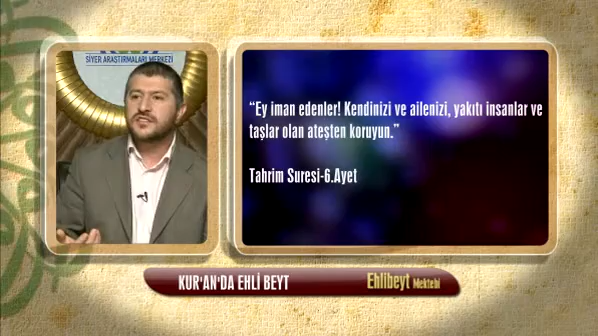 SİYER ARAŞTIRMALARI MERKEZİ
“Ey iman edenler! Kendinizi ve ailenizi, yakıtı insanlar ve
taşlar olan ateşten koruyun.”
Tahrim Suresi-6.Ayet
KUR'AN'DA EHLİ BEYT
Ehlibeyt Mektebi